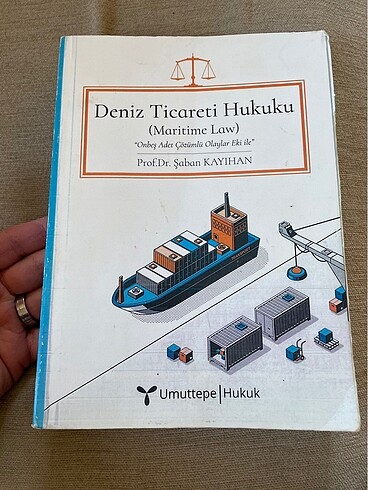 Deniz Ticareti Hukuku
(Maritime Law)
"Onbeş Adet Çözümlü Olaylar Eki ile"
Prof.Dr. Şaban KAYIHAN
Umuttepe|Hukuk